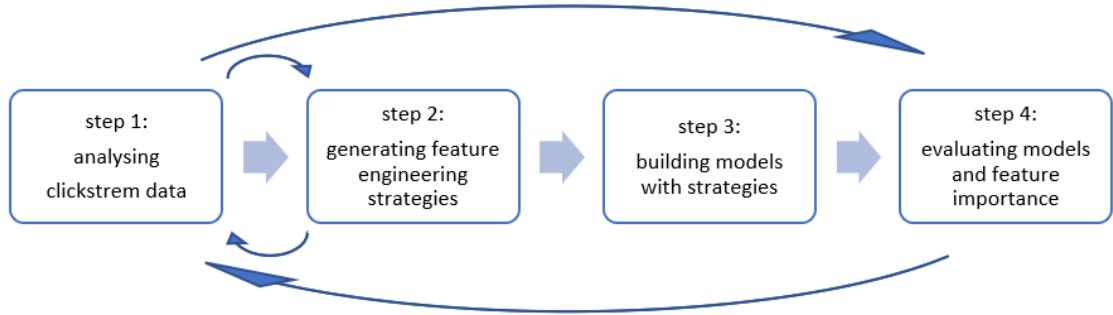 step 1:
analysing
clickstrem data
step 2:
generating feature
engineering
strategies
step 3:
building models
with strategies
step 4:
evaluating models
and feature
importance